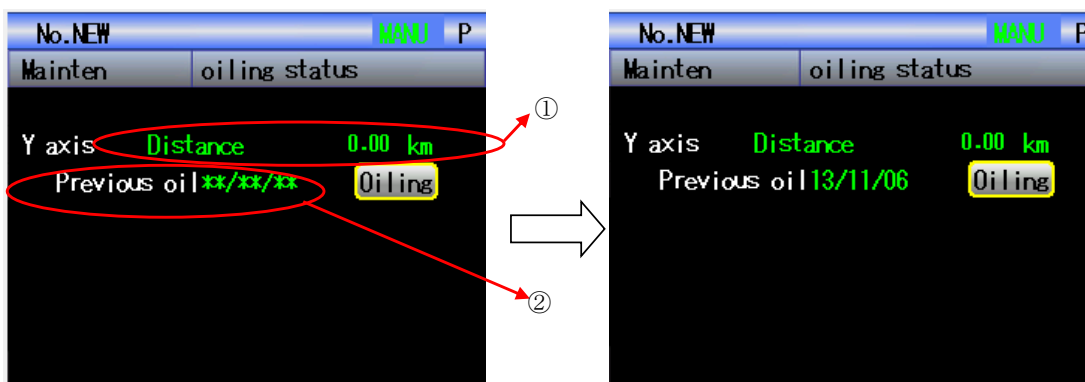 No.NEW MANU P
Mainten oiling status
Y axis Distance 0.00 km
Previous oil**/**/** Oiling
①
②
No.NEW MANU P
Mainten oiling status
Y axis Distance 0.00 km
Previous oil13/11/06 Oiling